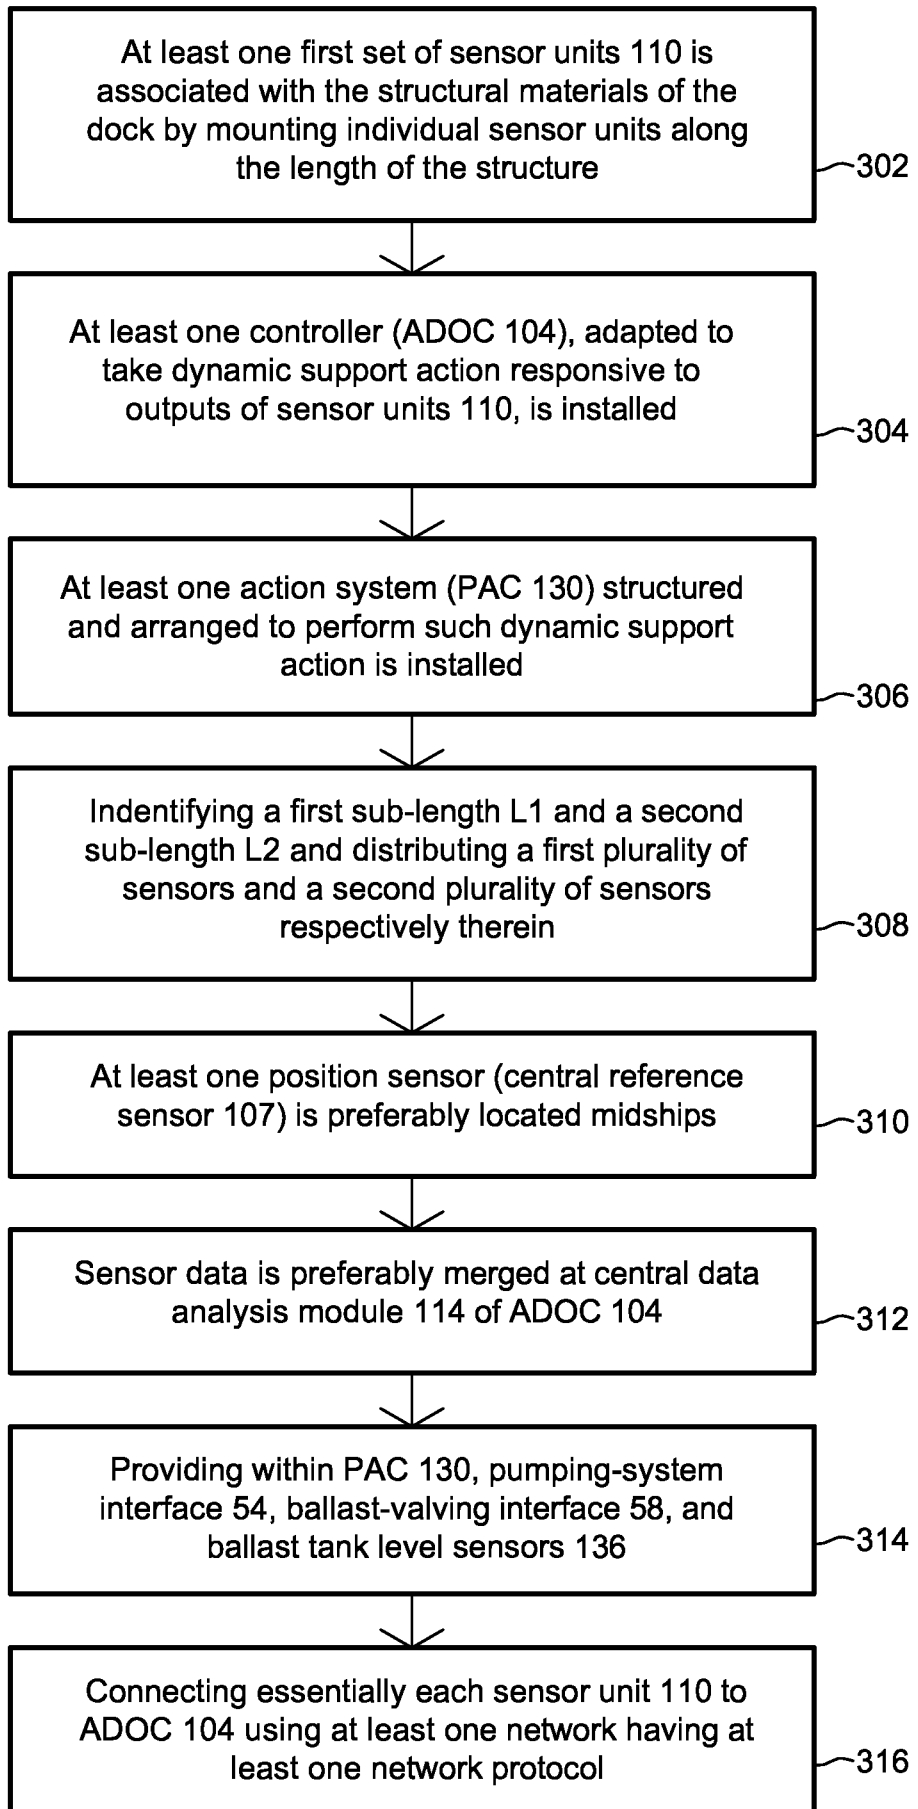 At least one first set of sensor units 110 is
associated with the structural materials of the
dock by mounting individual sensor units along
the length of the structure
302
At least one controller (ADOC 104), adapted to
take dynamic support action responsive to
outputs of sensor units 110, is installed
304
At least one action system (PAC 130) structured
and arranged to perform such dynamic support
action is installed
306
Indentifying a first sub-length L1 and a second
sub-length L2 and distributing a first plurality of
sensors and a second plurality of sensors
respectively therein
308
At least one position sensor (central reference
sensor 107) is preferably located midships
310
Sensor data is preferably merged at central data
analysis module 114 of ADOC 104
312
Providing within PAC 130, pumping-system
interface 54, ballast-valving interface 58, and
ballast tank level sensors 136
314
Connecting essentially each sensor unit 110 to
ADOC 104 using at least one network having at
least one network protocol
316